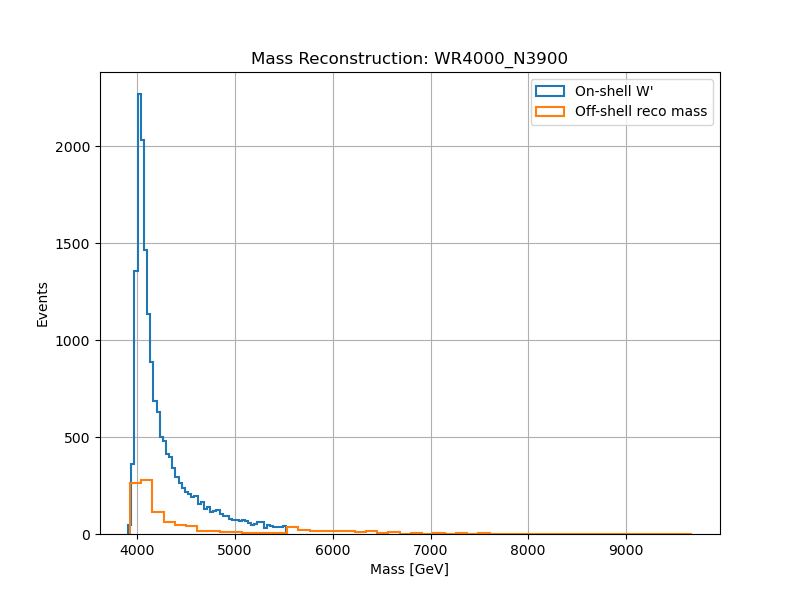 Mass Reconstruction: WR4000_N3900
On-shell W'
Off-shell reco mass
2000
1500
1000
500
0
Events
4000 5000 6000 7000 8000 9000
Mass [GeV]